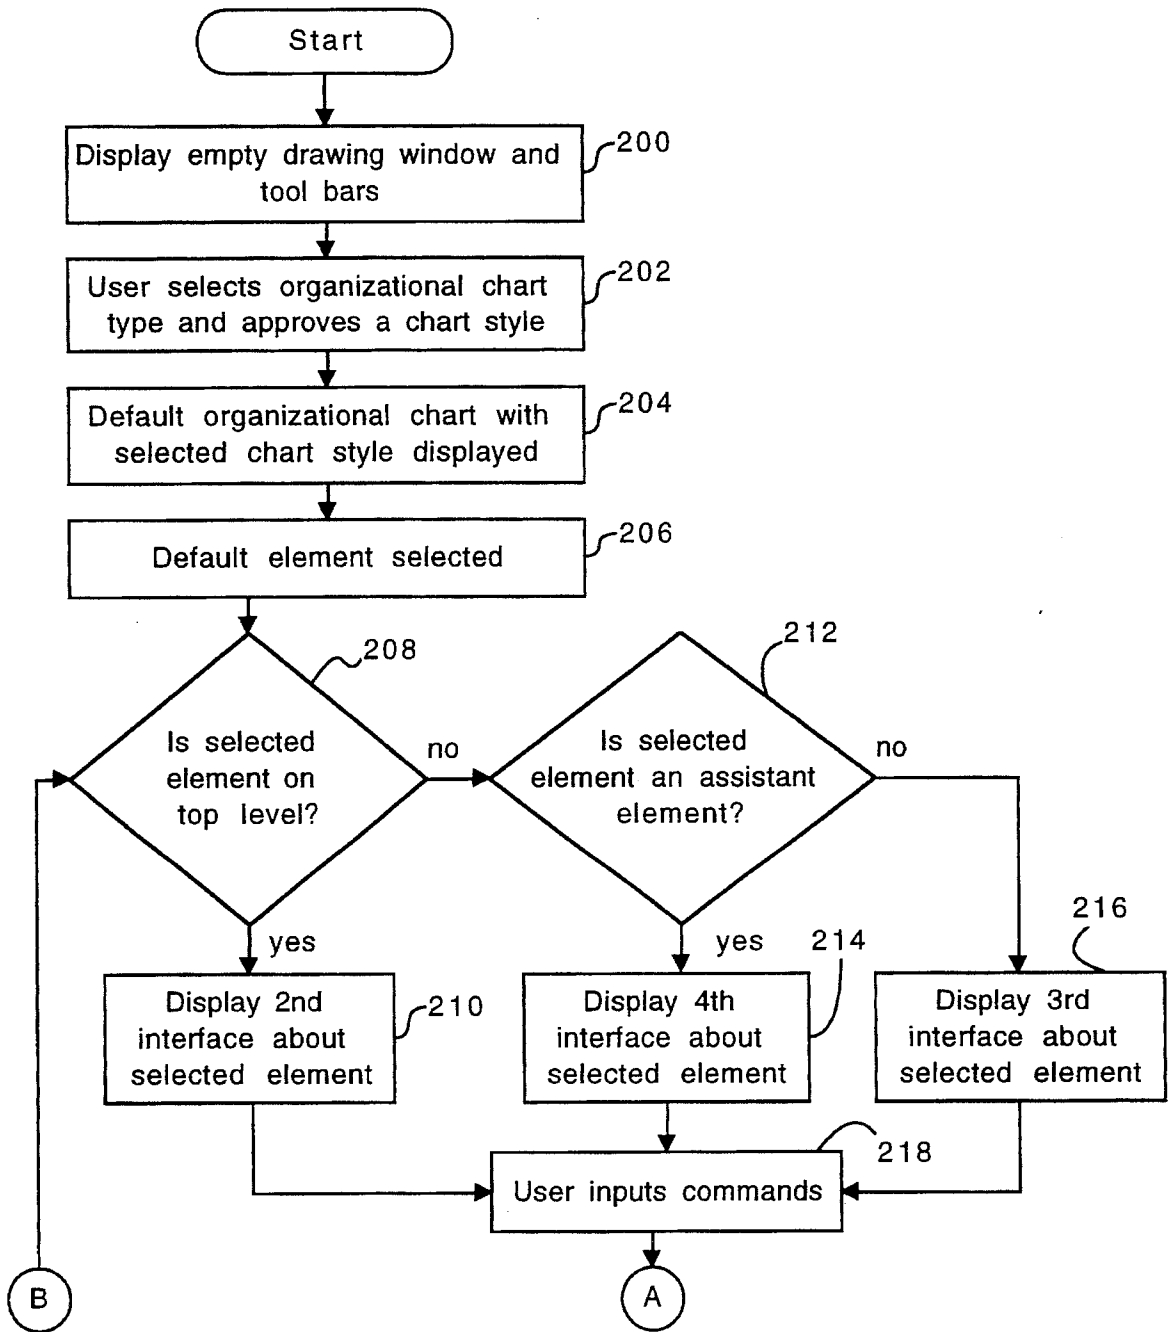 Start
Display empty drawing window and
tool bars
200
User selects organizational chart
type and approves a chart style
202
Default organizational chart with
selected chart style displayed
204
Default element selected
206
208
212
Is selected
element on
top level?
no
Is selected
element an assistant
element?
no
yes
yes
214
216
Display 2nd
interface about
selected element
210
Display 4th
interface about
selected element
Display 3rd
interface about
selected element
218
User inputs commands
B
A